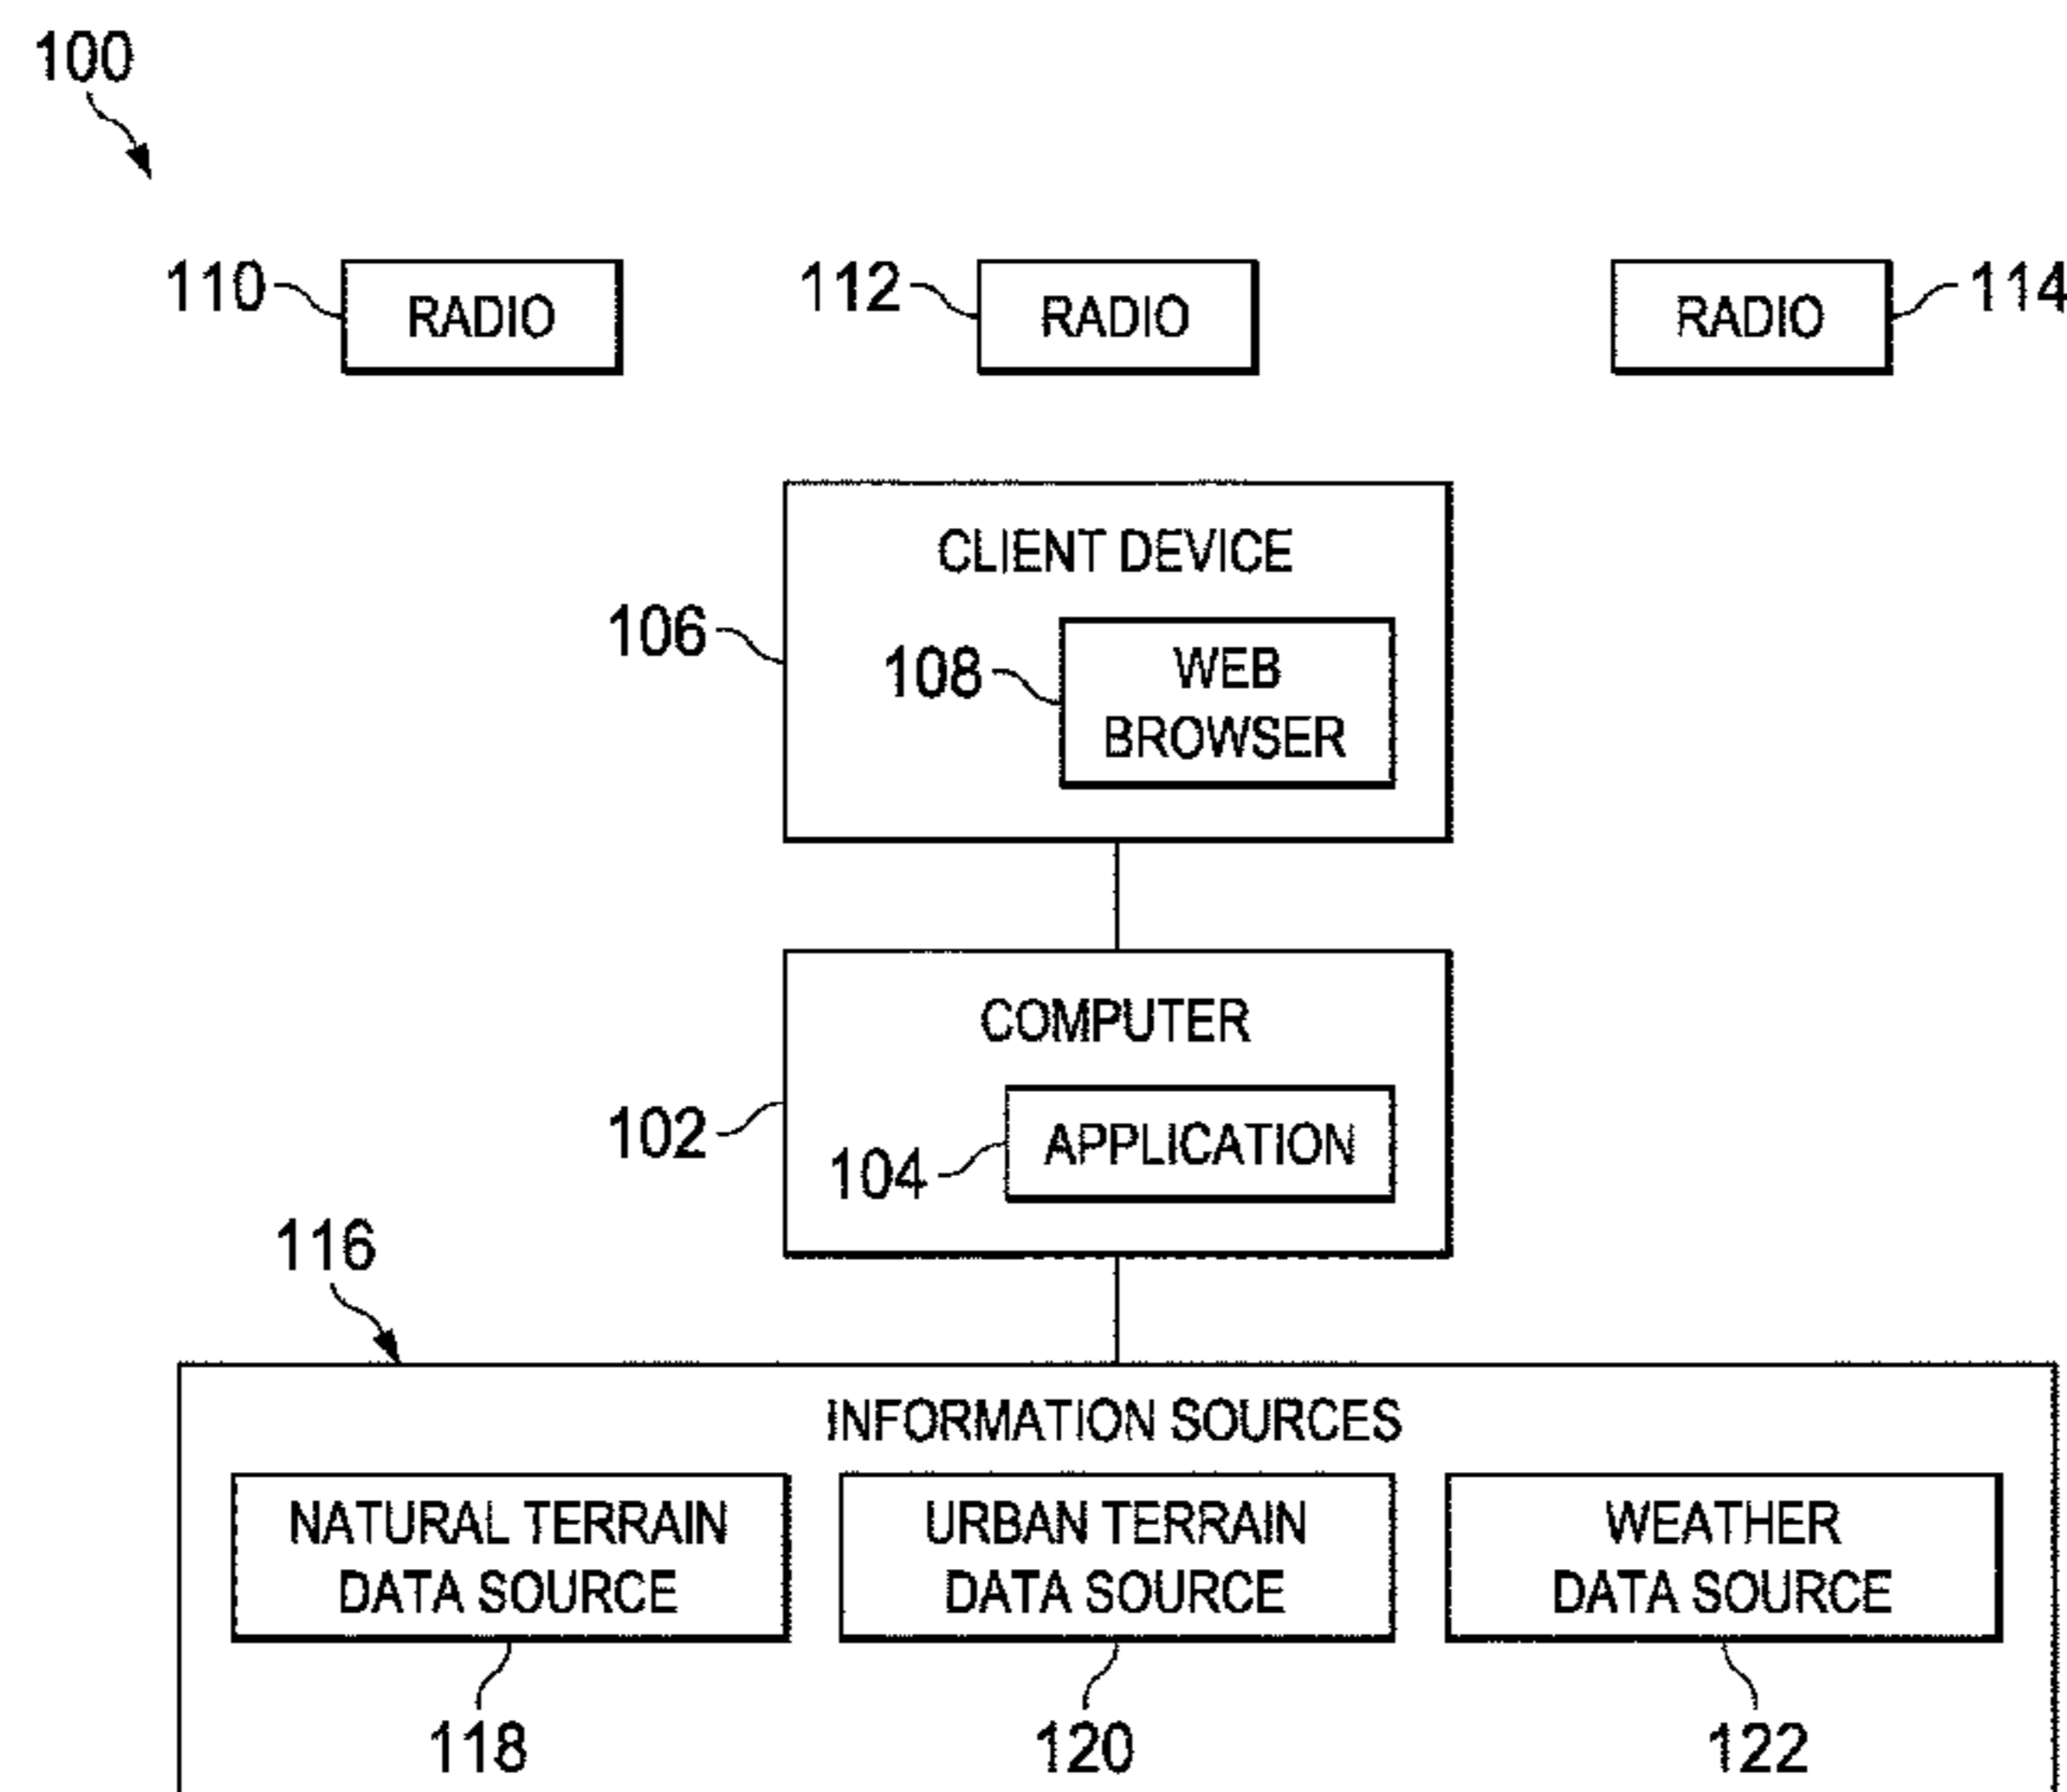 100
110 RADIO 112 RADIO RADIO 114
CLIENT DEVICE
106
108 WEB
BROWSER
COMPUTER
102
104 APPLICATION
116
INFORMATION SOURCES
NATURAL TERRAIN
DATA SOURCE
URBAN TERRAIN
DATA SOURCE
WEATHER
DATA SOURCE
118 120 122